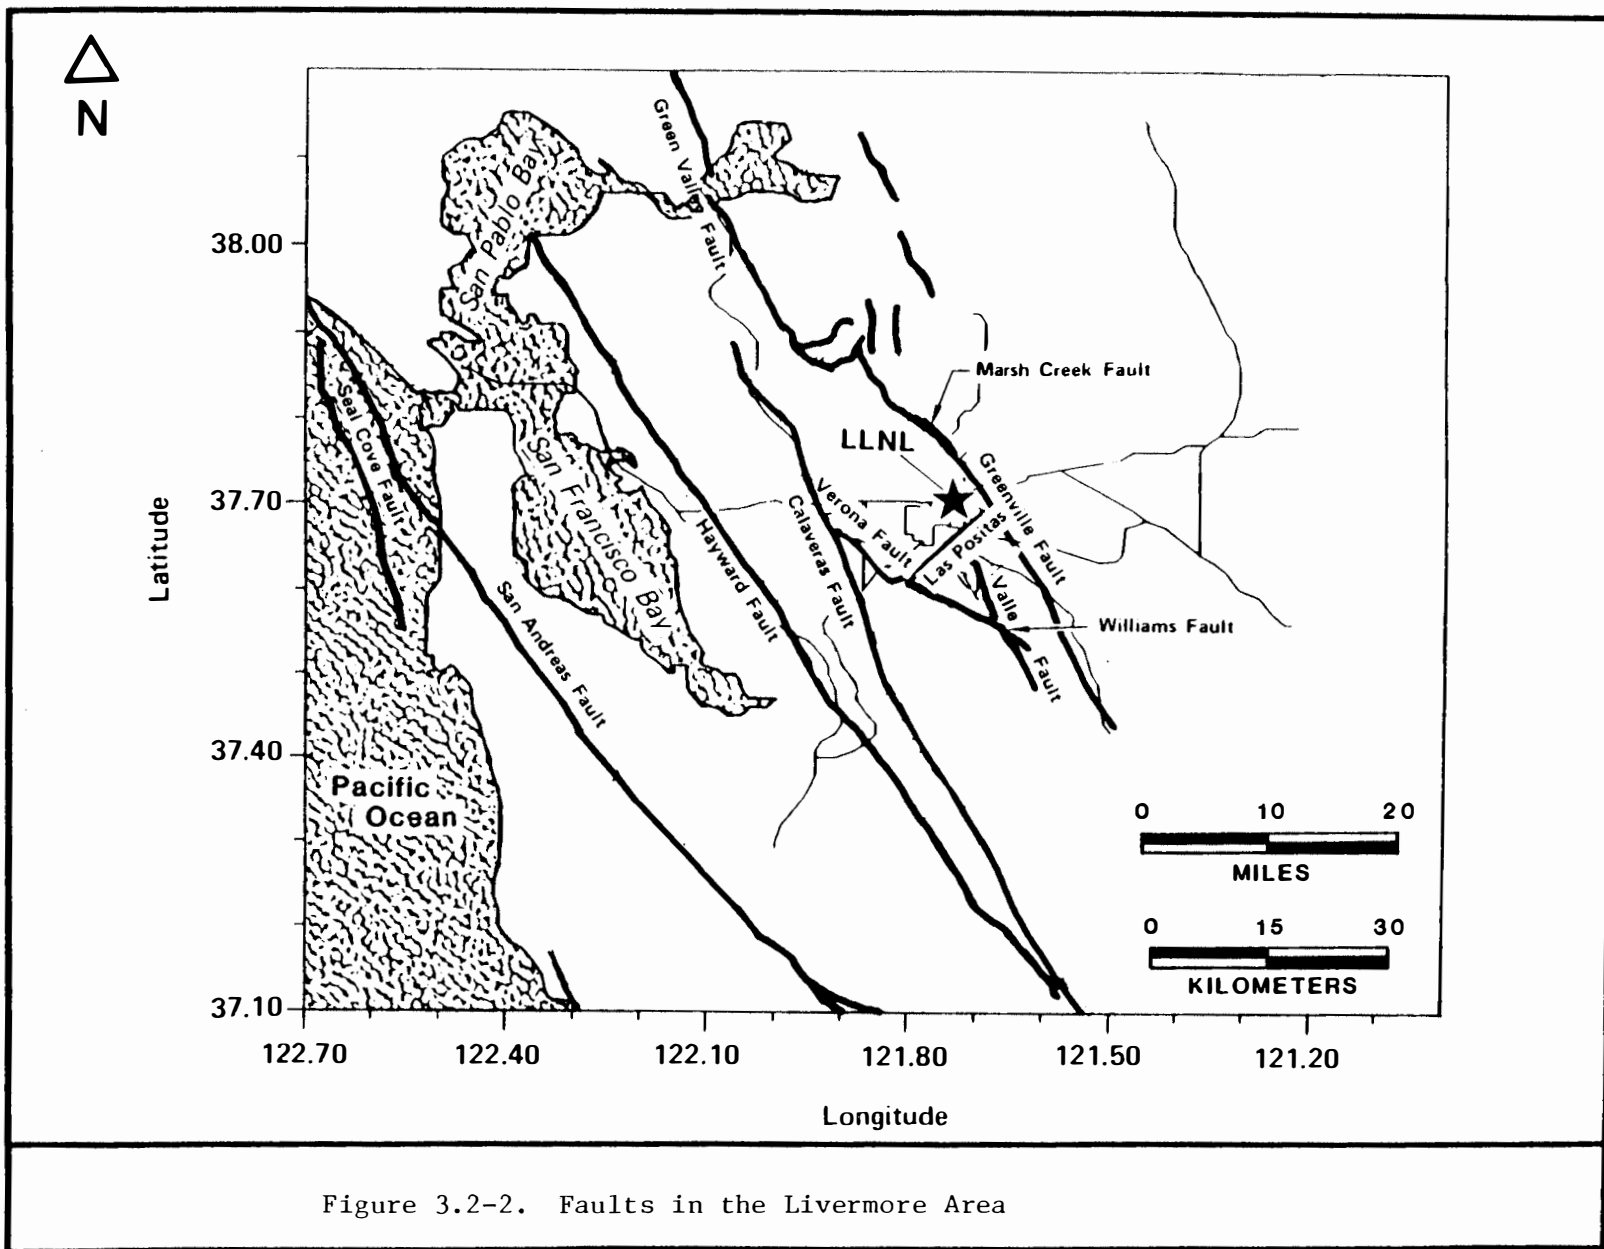 N
Green Valley Fault
San Pablo Bay
38.00
Marsh Creek Fault
Seal Cove Fault
LLNL
Greenville Fault
San Francisco Bay
Verona Fault
37.70
Calaveras Fault
Hayward Fault
Las Positas
Latitude
Valle
San Andreas Fault
Williams Fault
Fault
37.40
Pacific
Ocean
0 10 20
MILES
0 15 30
KILOMETERS
37.10
122.70 122.40 122.10 121.80 121.50 121.20
Longitude
Figure 3.2-2. Faults in the Livermore Area